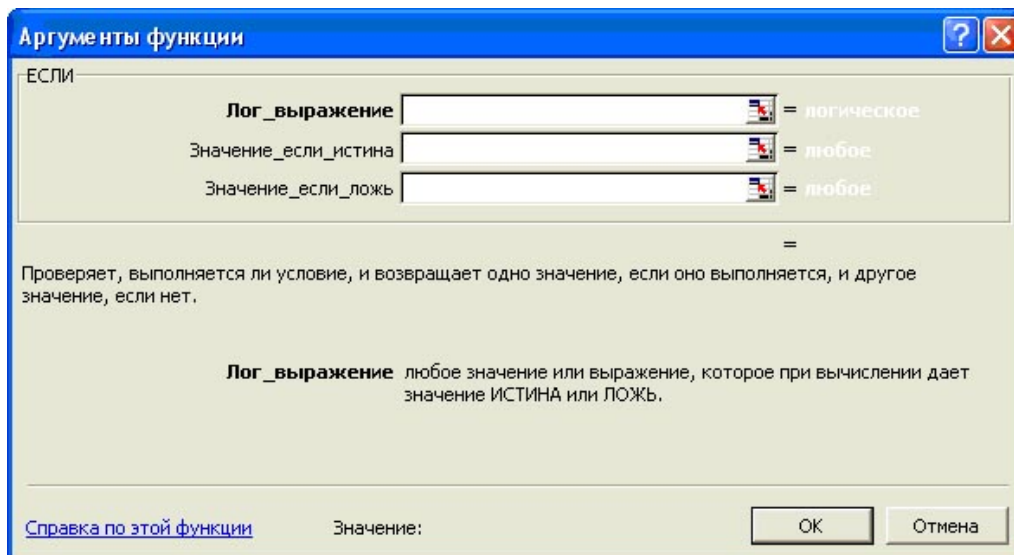 Аргументы функции
ЕСЛИ
Лог_выражение = логическое
Значение_если_истина = любое
Значение_если_ложь = любое
=
Проверяет, выполняется ли условие, и возвращает одно значение, если оно выполняется, и другое
значение, если нет.
Лог_выражение любое значение или выражение, которое при вычислении дает
значение ИСТИНА или ЛОЖЬ.
Справка по этой функции Значение: ОК Отмена